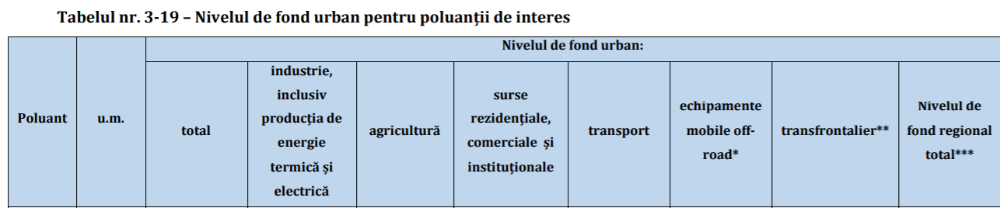 Tabelul nr. 3-19 – Nivelul de fond urban pentru poluanții de interes
Nivelul de fond urban:
Poluant
u.m.
total
industrie,
inclusiv
producția de
energie
termică și
electrică
agricultură
surse
rezidențiale,
comerciale și
instituționale
transport
echipamente
mobile off-
road*
transfrontalier**
Nivelul de
fond regional
total***